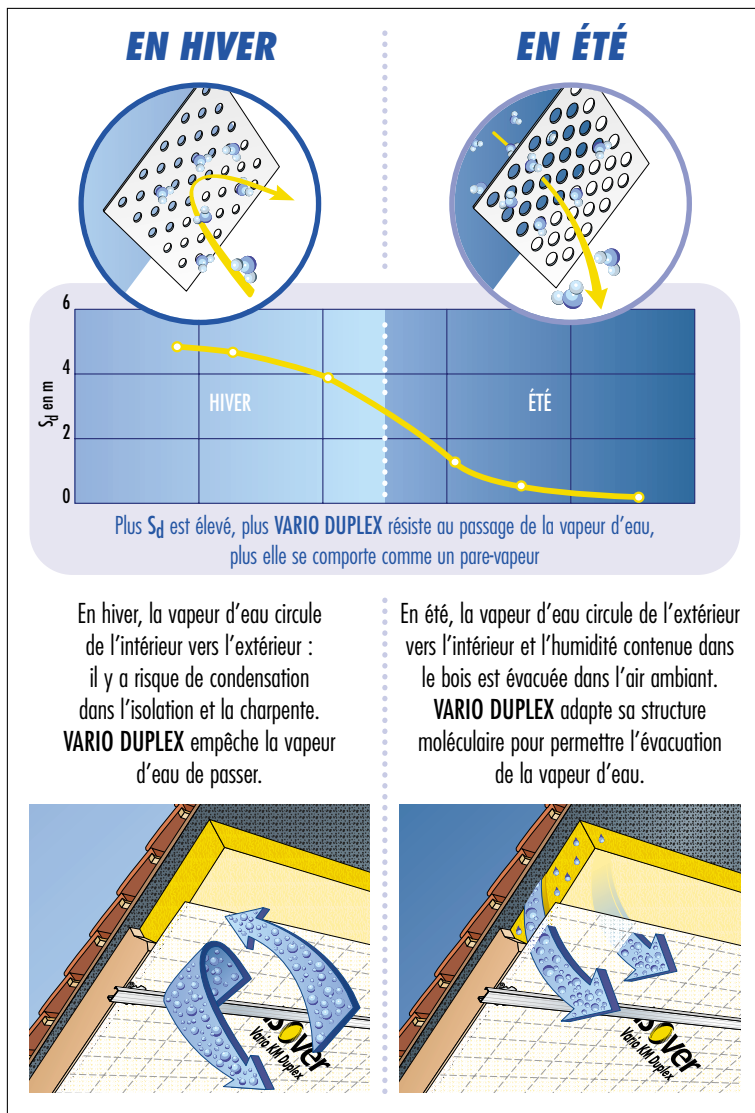 EN HIVER
EN ÉTÉ
6
4
2
0
S_d en m
HIVER
ÉTÉ
Plus S_d est élevé, plus VARIO DUPLEX résiste au passage de la vapeur d'eau,
plus elle se comporte comme un pare-vapeur
En hiver, la vapeur d'eau circule
de l'intérieur vers l'extérieur :
il y a risque de condensation
dans l'isolation et la charpente.
VARIO DUPLEX empêche la vapeur
d'eau de passer.
En été, la vapeur d'eau circule de l'extérieur
vers l'intérieur et l'humidité contenue dans
le bois est évacuée dans l'air ambiant.
VARIO DUPLEX adapte sa structure
moléculaire pour permettre l'évacuation
de la vapeur d'eau.
isover
Vario KM Duplex
isover
Vario KM Duplex